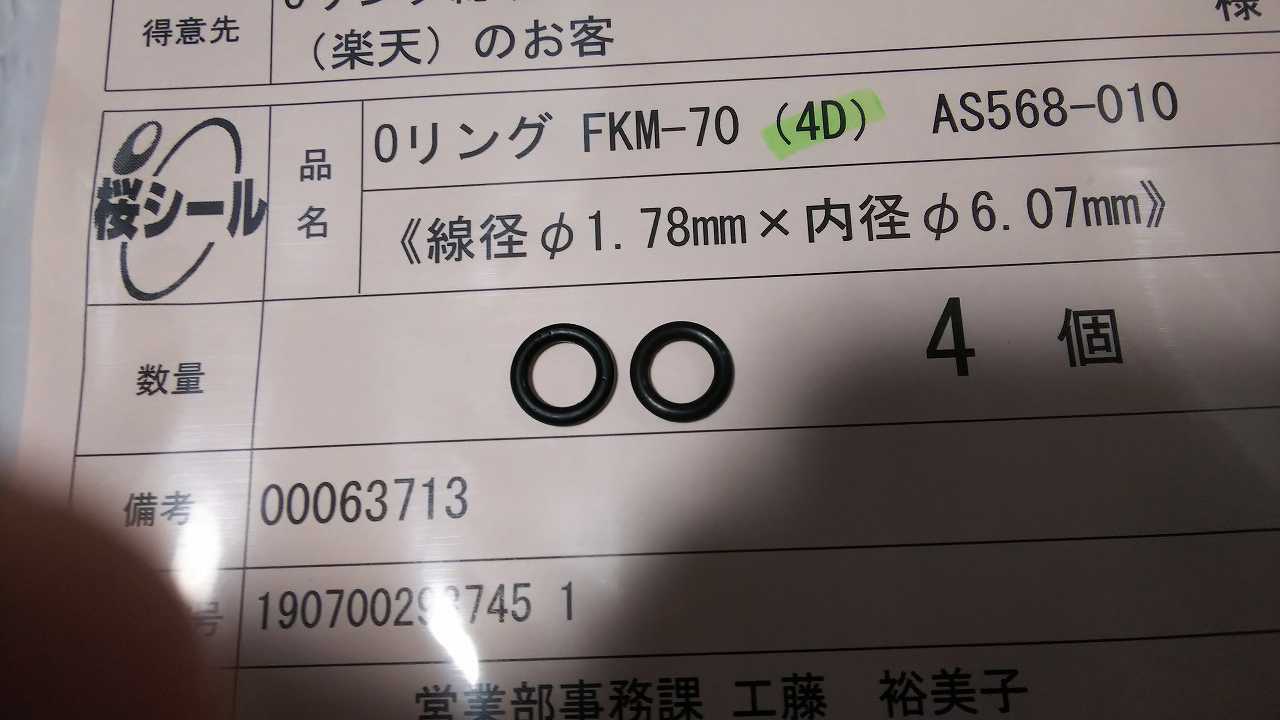 得意先
（楽天）のお客
様
桜シール
品名
Oリング FKM-70 （4D） AS568-010
《線径φ1.78mm×内径φ6.07mm》
数量
4 個
備考
00063713
号
745 1
営業部事務課 工藤 裕美子